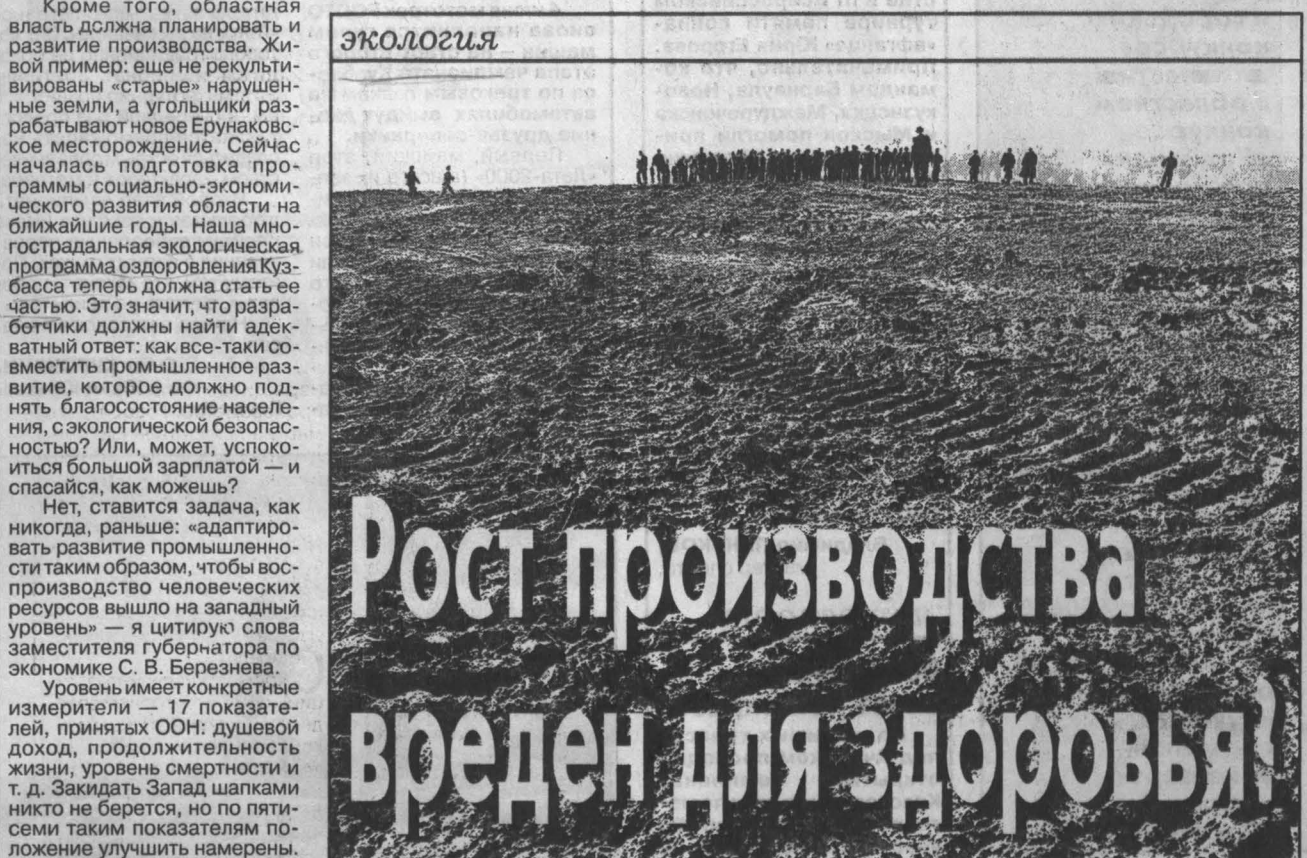 Кроме того, областная
власть должна планировать и
развитие производства. Жи-
вой пример: еще не рекульти-
вированы «старые» нарушен-
ные земли, а угольщики раз-
рабатывают новое Ерунаковс-
кое месторождение. Сейчас
началась подготовка про-
граммы социально-экономи-
ческого развития области на
ближайшие годы. Наша мно-
гострадальная экологическая
программа оздоровления Куз-
басса теперь должна стать ее
частью. Это значит, что разра-
ботчики должны найти адек-
ватный ответ: как все-таки со-
вместить промышленное раз-
витие, которое должно под-
нять благосостояние населе-
ния, с экологической безопас-
ностью? Или, может, успоко-
иться большой зарплатой — и
спасайся, как можешь?
Нет, ставится задача, как
никогда, раньше: «адаптиро-
вать развитие промышленно-
сти таким образом, чтобы вос-
производство человеческих
ресурсов вышло на западный
уровень» — я цитирую слова
заместителя губернатора по
экономике С. В. Березнева.
Уровень имеет конкретные
измерители — 17 показате-
лей, принятых ООН: душевой
доход, продолжительность
жизни, уровень смертности и
т. д. Закидать Запад шапками
никто не берется, но по пяти-
семи таким показателям по-
ложение улучшить намерены.
экология
Рост производства
вреден для здоровья?